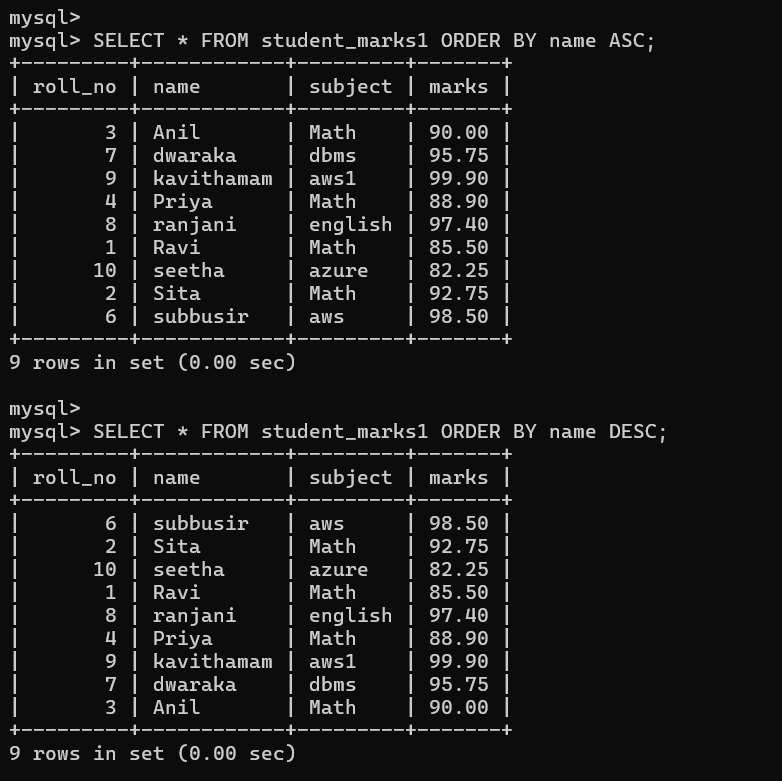 mysql>
mysql> SELECT * FROM student_marks1 ORDER BY name ASC;
+---------+------------+---------+-------+
| roll_no | name       | subject | marks |
+---------+------------+---------+-------+
|       3 | Anil       | Math    | 90.00 |
|       7 | dwaraka    | dbms    | 95.75 |
|       9 | kavithamam | aws1    | 99.90 |
|       4 | Priya      | Math    | 88.90 |
|       8 | ranjani    | english | 97.40 |
|       1 | Ravi       | Math    | 85.50 |
|      10 | seetha     | azure   | 82.25 |
|       2 | Sita       | Math    | 92.75 |
|       6 | subbusir   | aws     | 98.50 |
+---------+------------+---------+-------+
9 rows in set (0.00 sec)

mysql>
mysql> SELECT * FROM student_marks1 ORDER BY name DESC;
+---------+------------+---------+-------+
| roll_no | name       | subject | marks |
+---------+------------+---------+-------+
|       6 | subbusir   | aws     | 98.50 |
|       2 | Sita       | Math    | 92.75 |
|      10 | seetha     | azure   | 82.25 |
|       1 | Ravi       | Math    | 85.50 |
|       8 | ranjani    | english | 97.40 |
|       4 | Priya      | Math    | 88.90 |
|       9 | kavithamam | aws1    | 99.90 |
|       7 | dwaraka    | dbms    | 95.75 |
|       3 | Anil       | Math    | 90.00 |
+---------+------------+---------+-------+
9 rows in set (0.00 sec)